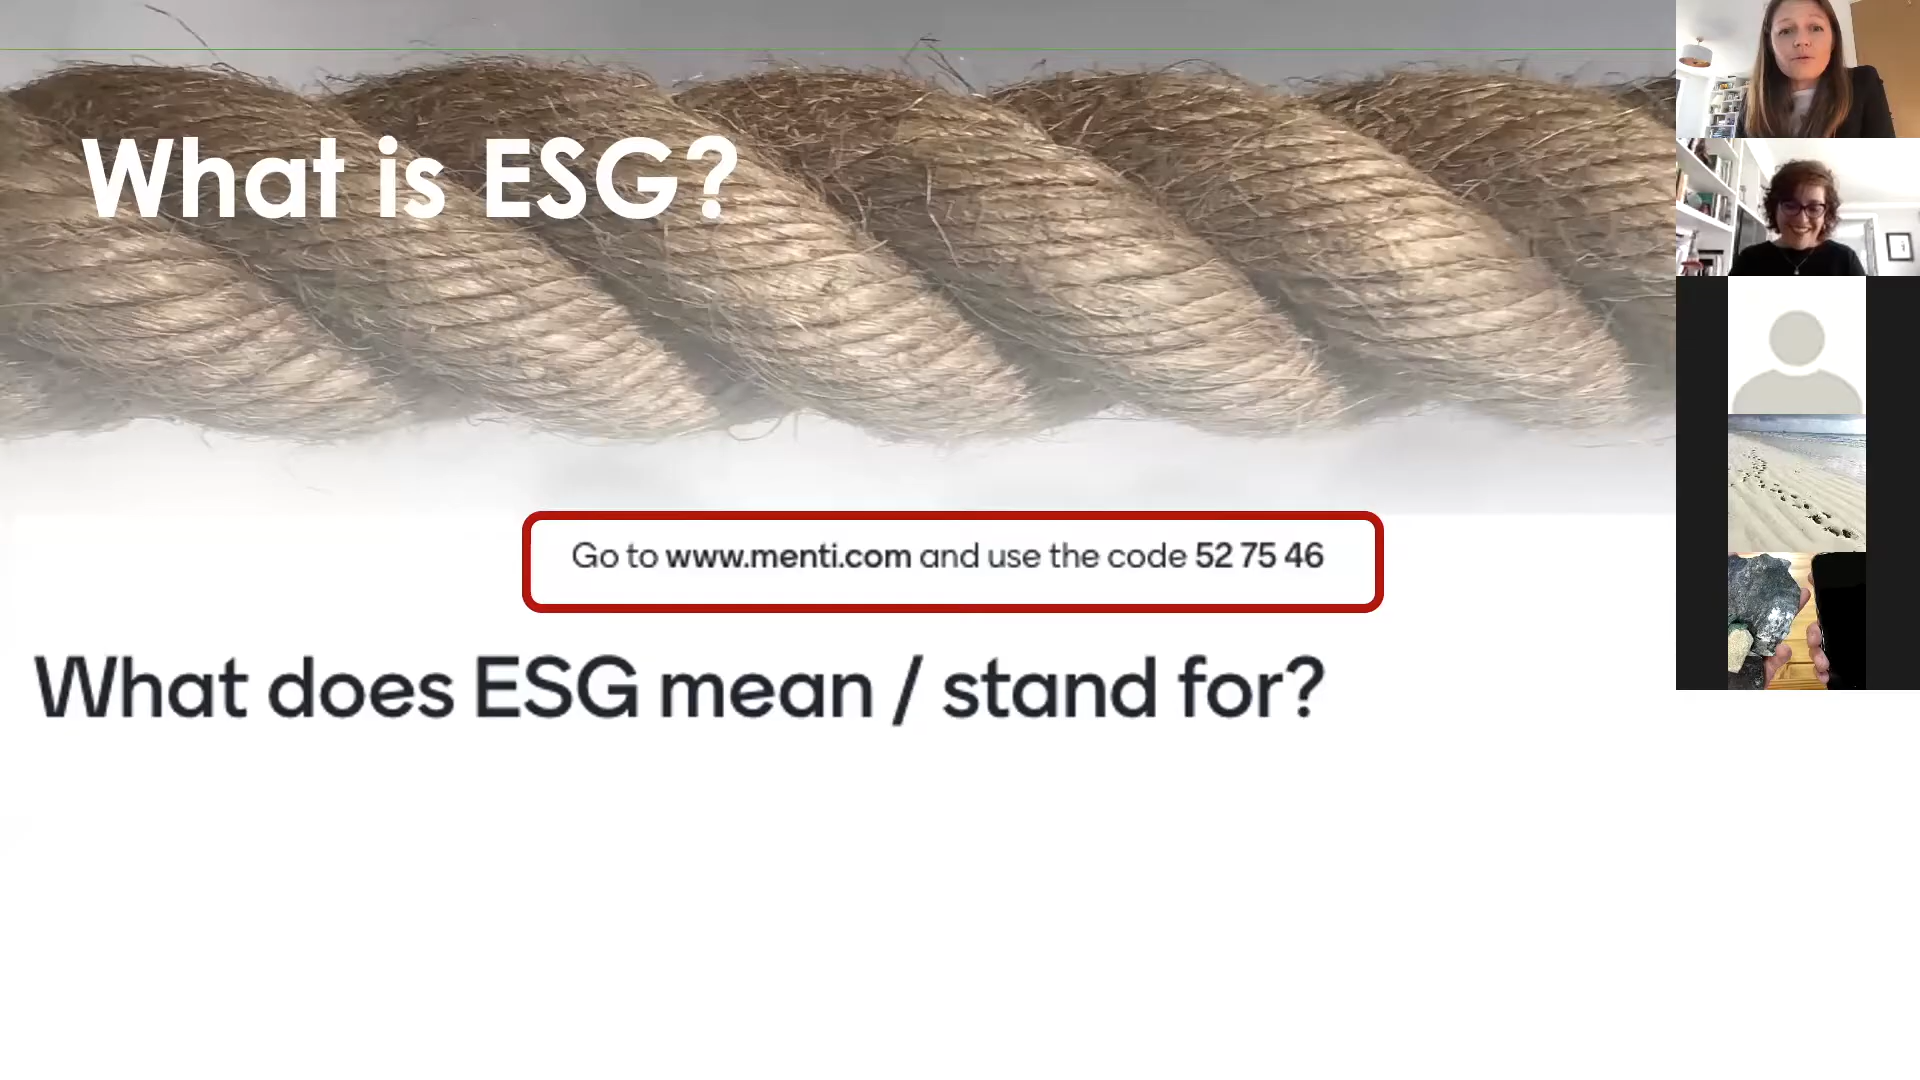 What is ESG?
Go to www.menti.com and use the code 52 75 46
What does ESG mean / stand for?